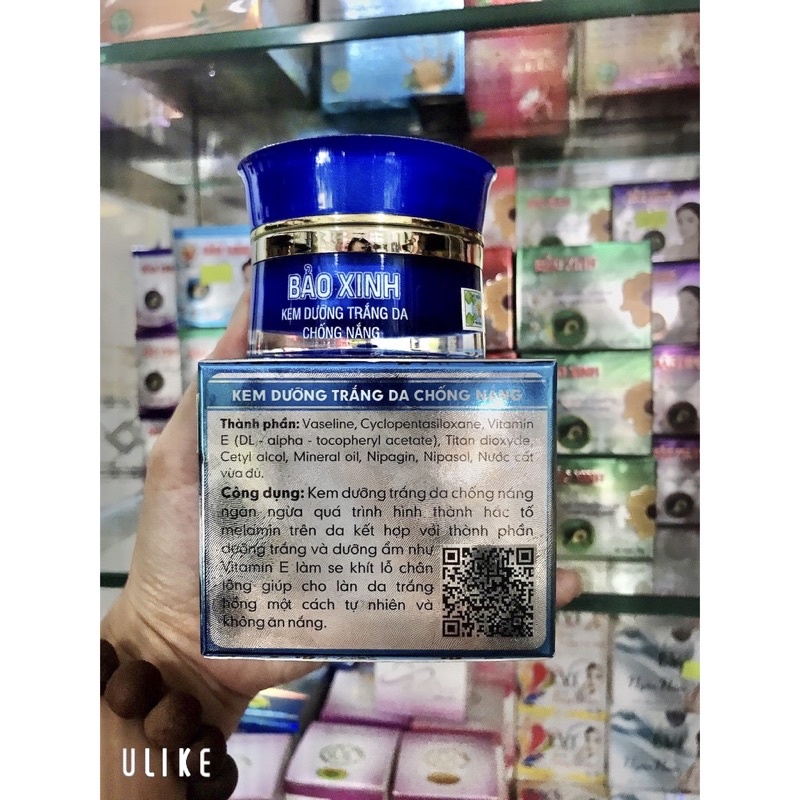 BẢO XINH
KEM DƯỠNG TRẮNG DA
CHỐNG NẮNG
KEM DƯỠNG TRẮNG DA CHỐNG NẮNG
Thành phần: Vaseline, Cyclopentasiloxane, Vitamin
E (DL - alpha - tocopheryl acetate), Titan dioxyde,
Cetyl alcol, Mineral oil, Nipagin, Nipasol, Nước cất
vừa đủ.
Công dụng: Kem dưỡng trắng da chống nắng
ngăn ngừa quá trình hình thành hắc tố
melamin trên da kết hợp với thành phần
dưỡng trắng và dưỡng ẩm như
Vitamin E làm se khít lỗ chân
lông giúp cho làn da trắng
hồng một cách tự nhiên và
không ăn nắng.
BẢO XINH
ULIKE